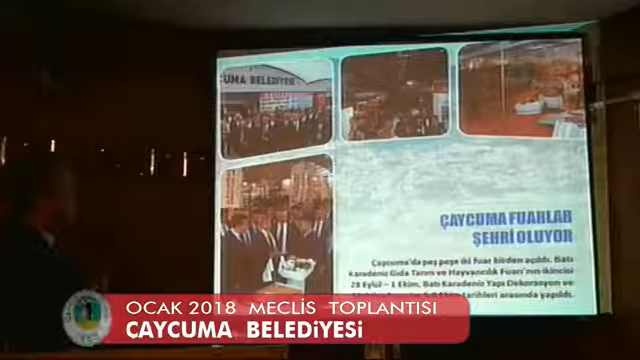 ÇAYCUMA BELEDİYESİ
ÇAYCUMA FUARLAR
ŞEHRİ OLUYOR
Çaycuma'da peş peşe iki fuar birden açıldı. Batı
Karadeniz Gıda Tarım ve Hayvancılık Fuarı'nın ikincisi
28 Eylül - 1 Ekim, Batı Karadeniz Yapı Dekorasyon ve
tarihleri arasında yapıldı.
OCAK 2018 MECLİS TOPLANTISI
ÇAYCUMA BELEDİYESİ